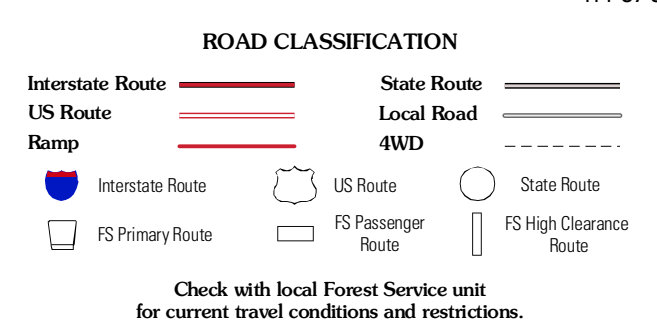 ROAD CLASSIFICATION
Interstate Route
State Route
US Route
Local Road
Ramp
4WD
Interstate Route
US Route
State Route
FS Primary Route
FS Passenger
Route
FS High Clearance
Route
Check with local Forest Service unit
for current travel conditions and restrictions.